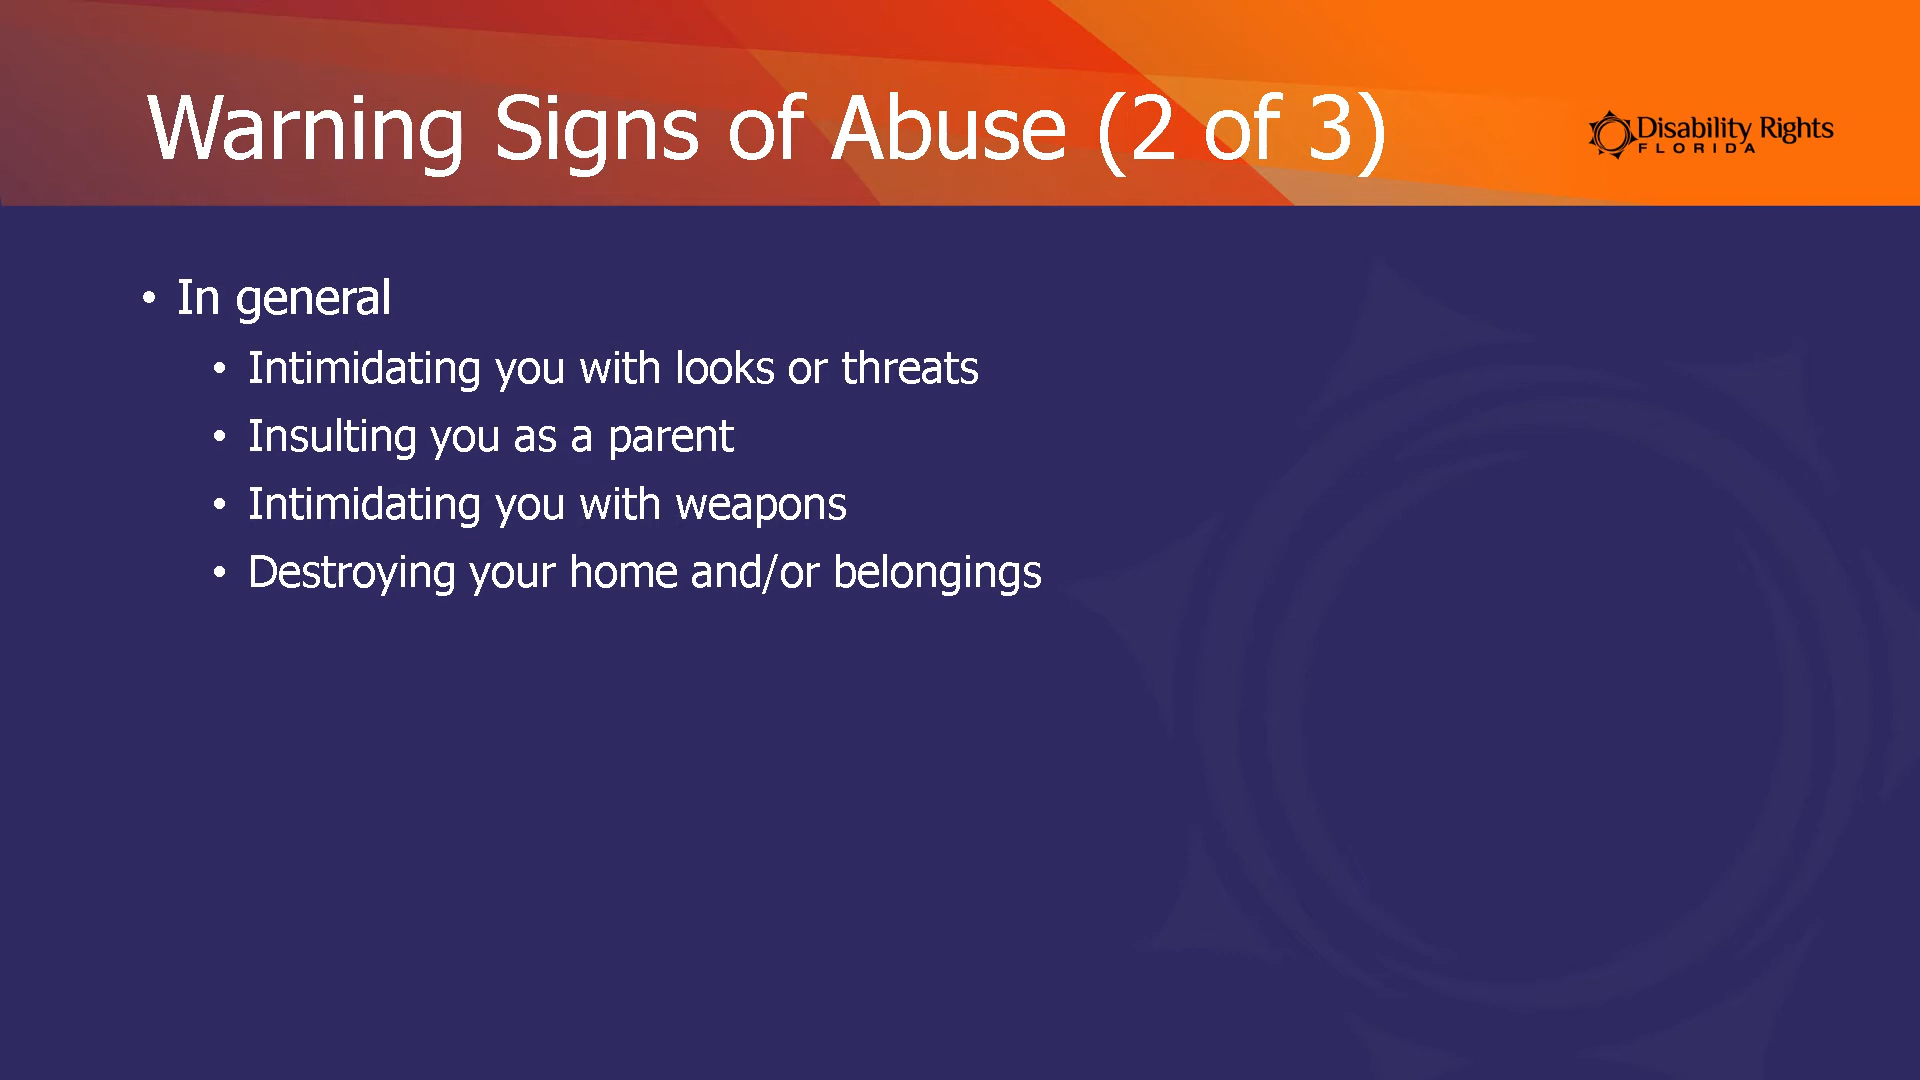 Warning Signs of Abuse (2 of 3)
Disability Rights
FLORIDA
• In general
• Intimidating you with looks or threats
• Insulting you as a parent
• Intimidating you with weapons
• Destroying your home and/or belongings